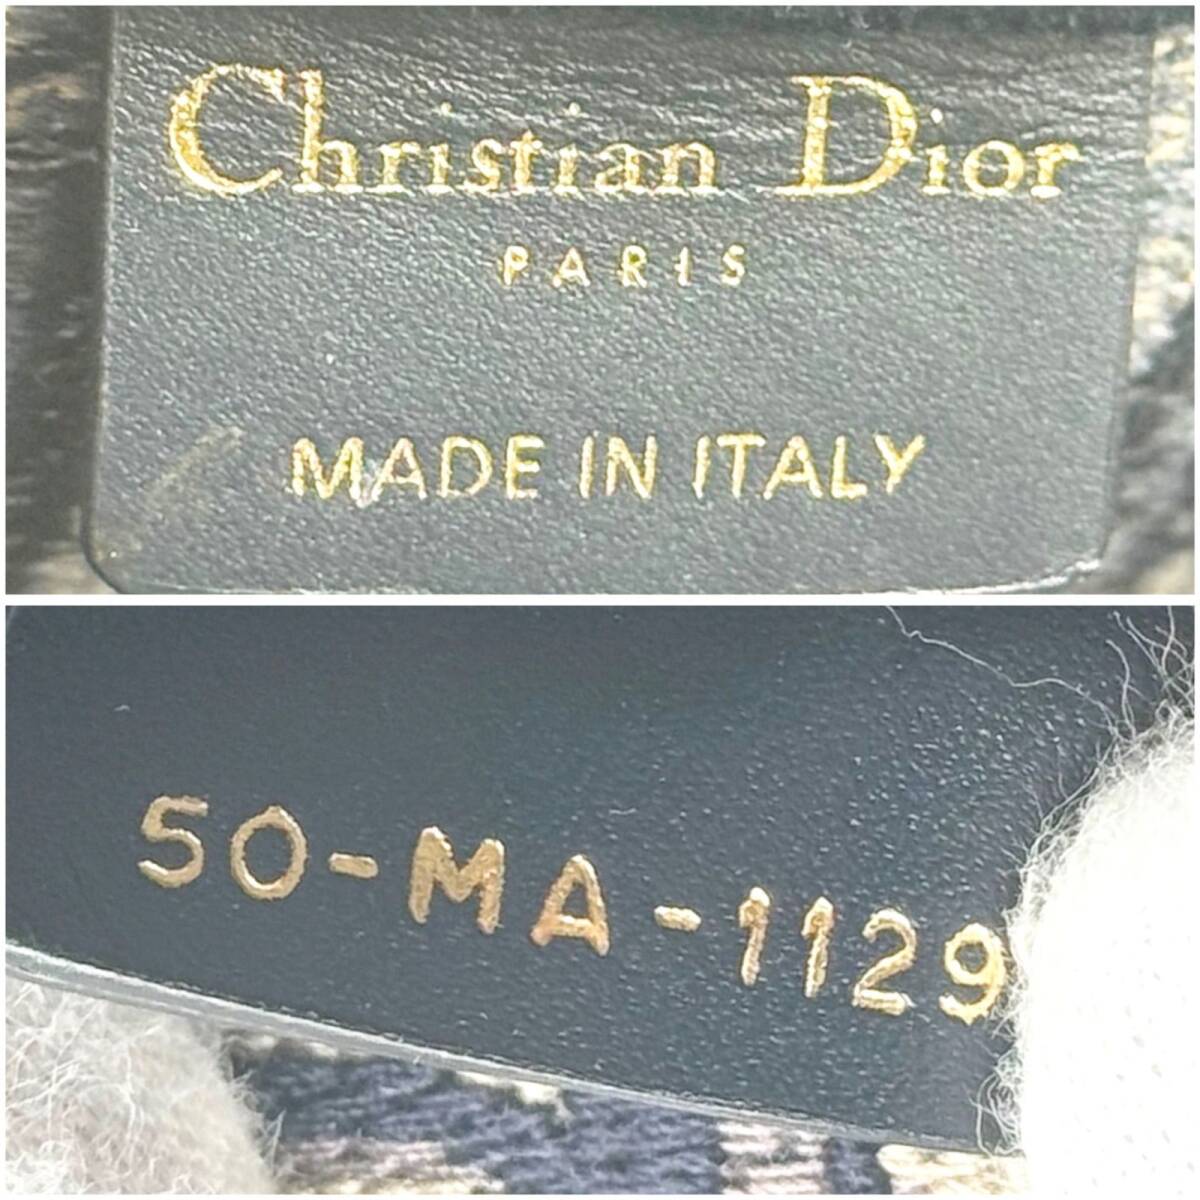 Christian Dior
PARIS
MADE IN ITALY
50-MA-1129